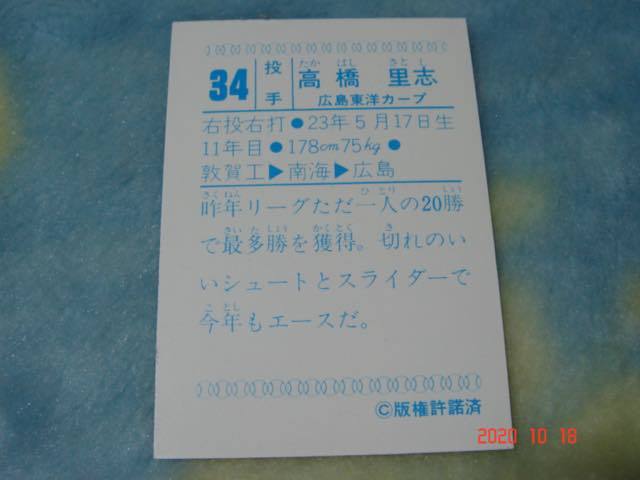 34 投手 高橋 里志
たか はし さとし
広島東洋カープ
右投右打●23年5月17日生
11年目●178cm75kg●
敦賀工▶南海▶広島
昨年リーグただ一人の20勝
で最多勝を獲得。切れのい
いシュートとスライダーで
今年もエースだ。
©版権許諾済
2020 10 18